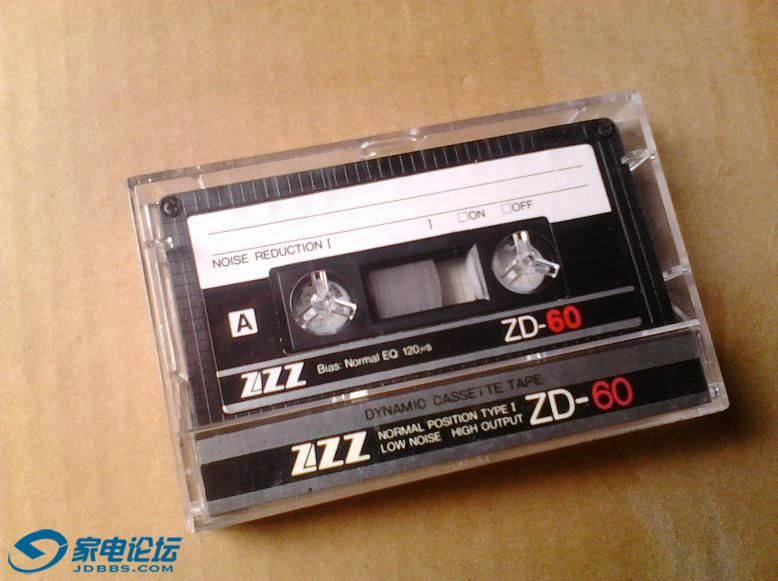 NOISE REDUCTION [ ] □ON □OFF
A
ZZZ Bias: Normal EQ 120μs ZD-60
DYNAMIC CASSETTE TAPE
ZZZ NORMAL POSITION TYPE I ZD-60
LOW NOISE HIGH OUTPUT
家电论坛
JDBBS.COM